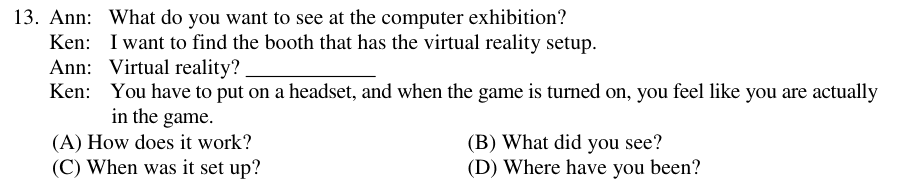 13. Ann: What do you want to see at the computer exhibition?
Ken: I want to find the booth that has the virtual reality setup.
Ann: Virtual reality? ____________
Ken: You have to put on a headset, and when the game is turned on, you feel like you are actually
in the game.
(A) How does it work? (B) What did you see?
(C) When was it set up? (D) Where have you been?